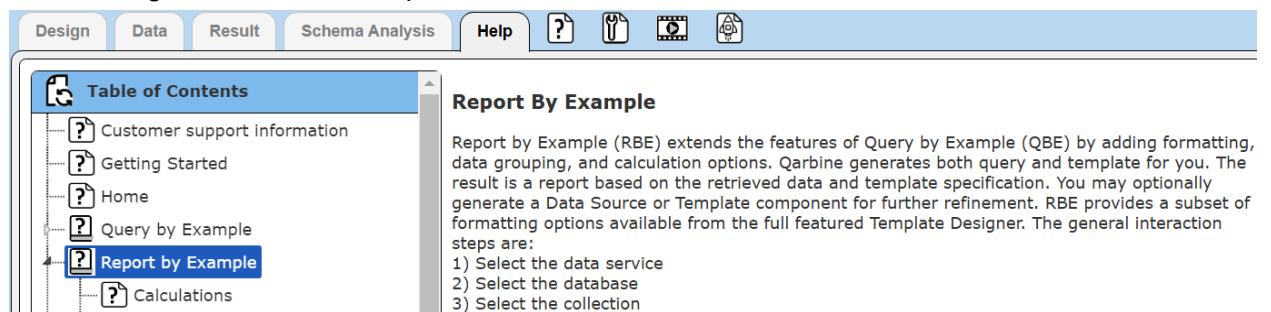 Design Data Result Schema Analysis Help
Table of Contents
Customer support information
Getting Started
Home
Query by Example
Report by Example
Calculations
Report By Example
Report by Example (RBE) extends the features of Query by Example (QBE) by adding formatting,
data grouping, and calculation options. Qarbine generates both query and template for you. The
result is a report based on the retrieved data and template specification. You may optionally
generate a Data Source or Template component for further refinement. RBE provides a subset of
formatting options available from the full featured Template Designer. The general interaction
steps are:
1) Select the data service
2) Select the database
3) Select the collection